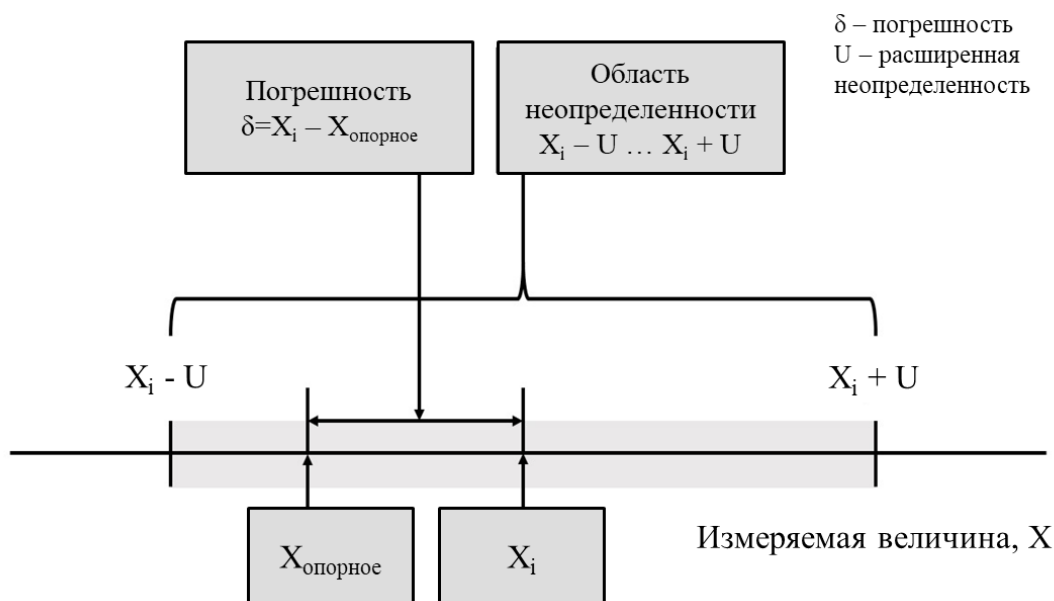 δ – погрешность
U – расширенная
неопределенность
Погрешность
δ=Xᵢ – Xопорное
Область
неопределенности
Xᵢ – U … Xᵢ + U
Xᵢ - U
Xᵢ + U
Xопорное
Xᵢ
Измеряемая величина, X